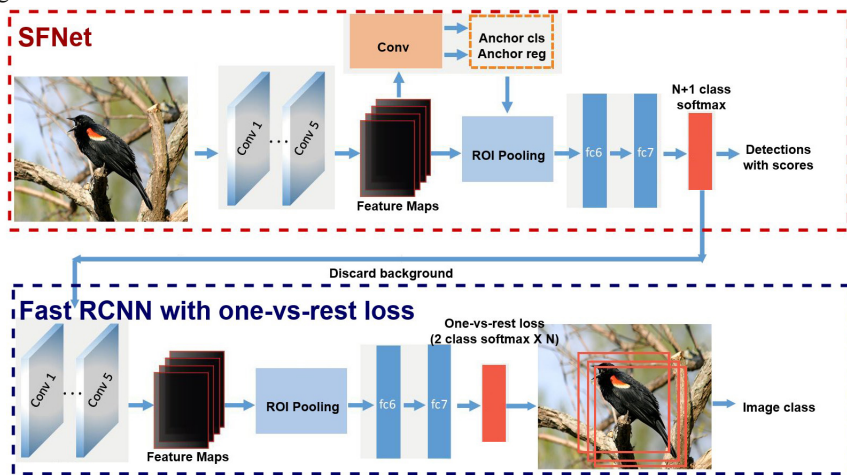 SFNet
Conv
Anchor cls
Anchor reg
N+1 class
softmax
Conv 1
...
Conv 5
ROI Pooling
fc6
fc7
Detections
with scores
Feature Maps
Discard background
Fast RCNN with one-vs-rest loss
One-vs-rest loss
(2 class softmax X N)
Conv 1
...
Conv 5
ROI Pooling
fc6
fc7
Image class
Feature Maps